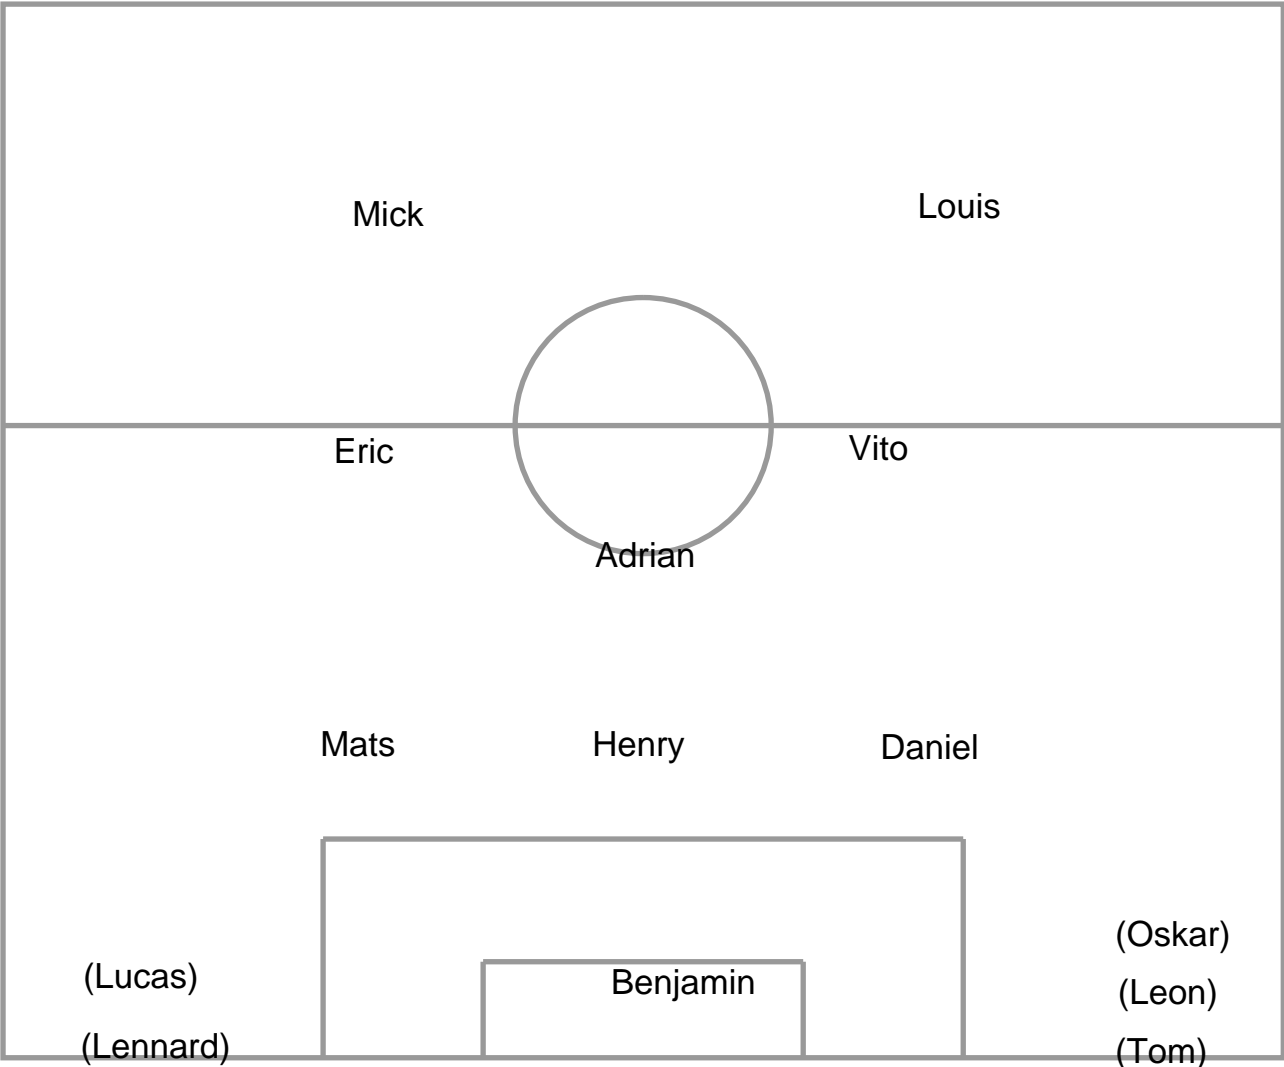 Mick Louis
Eric Vito
Adrian
Mats Henry Daniel
(Oskar)
(Lucas) Benjamin (Leon)
(Lennard) (Tom)